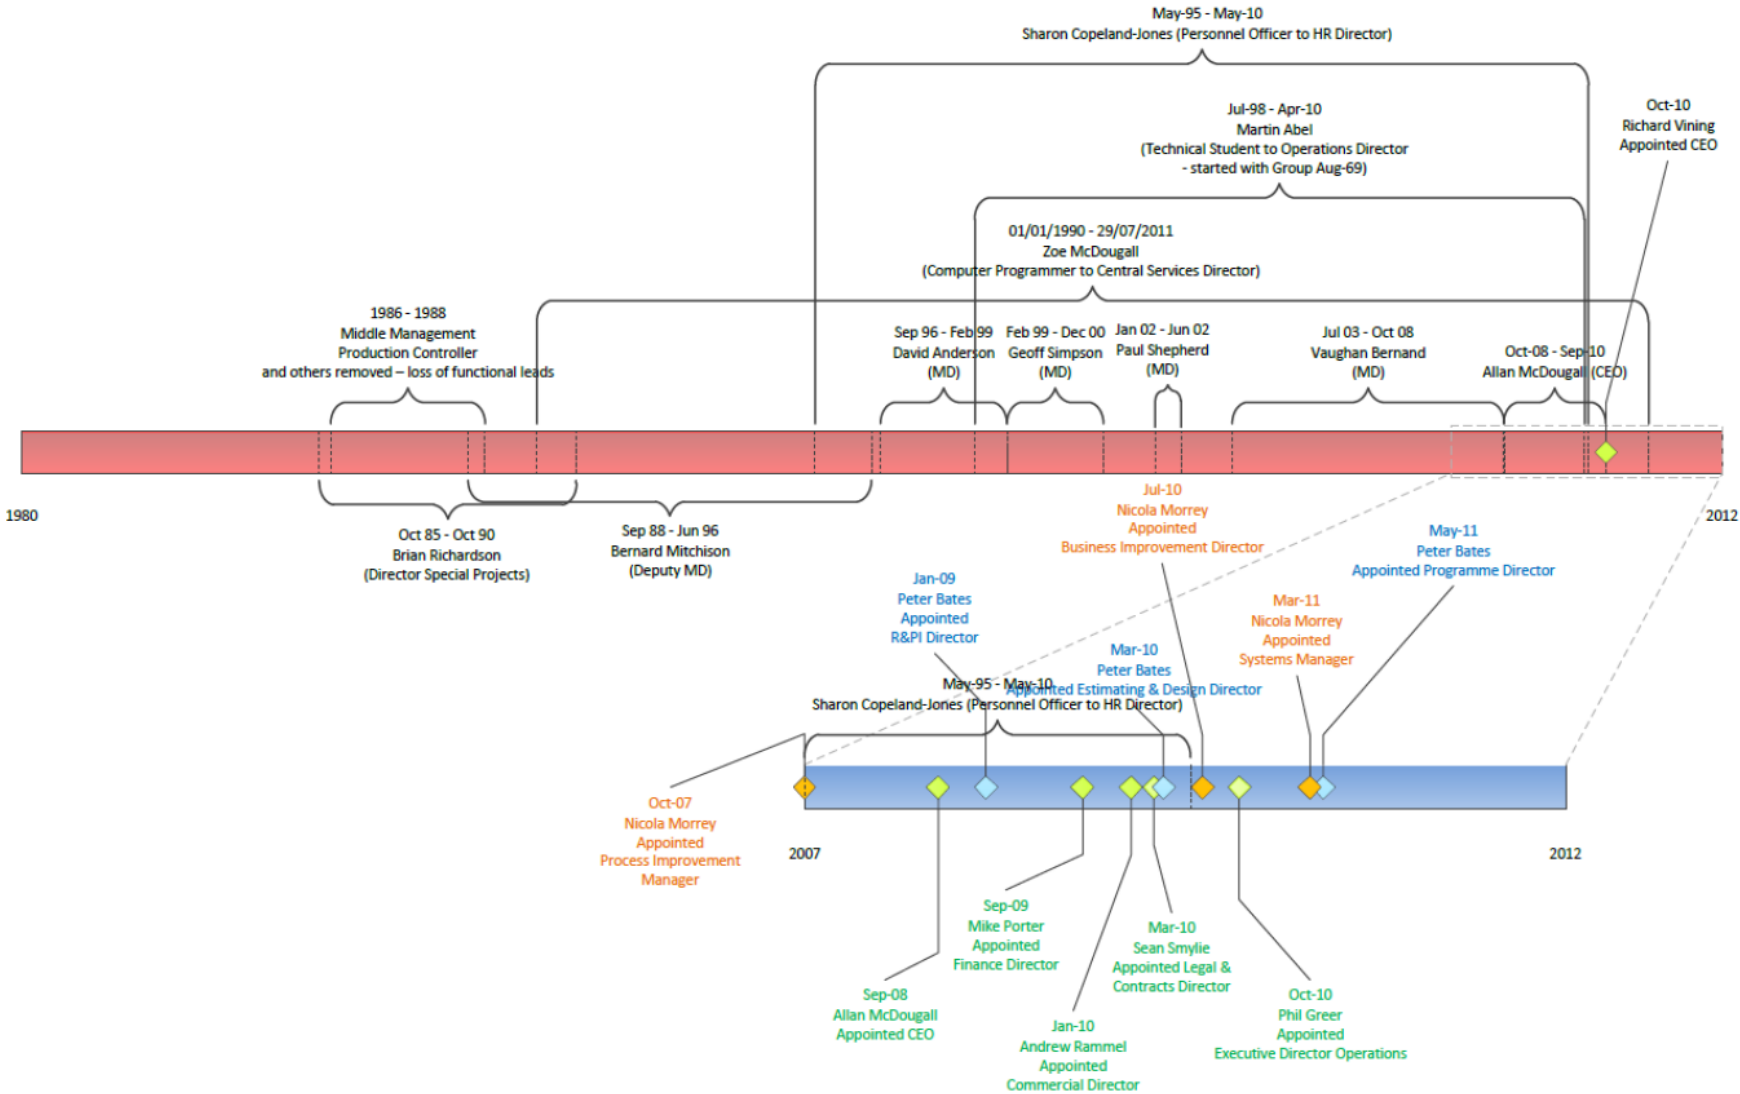 May-95 - May-10
Sharon Copeland-Jones (Personnel Officer to HR Director)
Jul-98 - Apr-10
Martin Abel
(Technical Student to Operations Director
- started with Group Aug-69)
Oct-10
Richard Vining
Appointed CEO
01/01/1990 - 29/07/2011
Zoe McDougall
(Computer Programmer to Central Services Director)
1986 - 1988
Middle Management
Production Controller
and others removed – loss of functional leads
Sep 96 - Feb 99
David Anderson
(MD)
Feb 99 - Dec 00
Geoff Simpson
(MD)
Jan 02 - Jun 02
Paul Shepherd
(MD)
Jul 03 - Oct 08
Vaughan Bernand
(MD)
Oct-08 - Sep-10
Allan McDougall (CEO)
1980
2012
Oct 85 - Oct 90
Brian Richardson
(Director Special Projects)
Sep 88 - Jun 96
Bernard Mitchison
(Deputy MD)
Jul-10
Nicola Morrey
Appointed
Business Improvement Director
May-11
Peter Bates
Appointed Programme Director
Jan-09
Peter Bates
Appointed
R&PI Director
Mar-11
Nicola Morrey
Appointed
Systems Manager
Mar-10
Peter Bates
Appointed Estimating & Design Director
May-95 - May-10
Sharon Copeland-Jones (Personnel Officer to HR Director)
Oct-07
Nicola Morrey
Appointed
Process Improvement
Manager
2007
2012
Sep-09
Mike Porter
Appointed
Finance Director
Mar-10
Sean Smylie
Appointed Legal &
Contracts Director
Sep-08
Allan McDougall
Appointed CEO
Jan-10
Andrew Rammel
Appointed
Commercial Director
Oct-10
Phil Greer
Appointed
Executive Director Operations